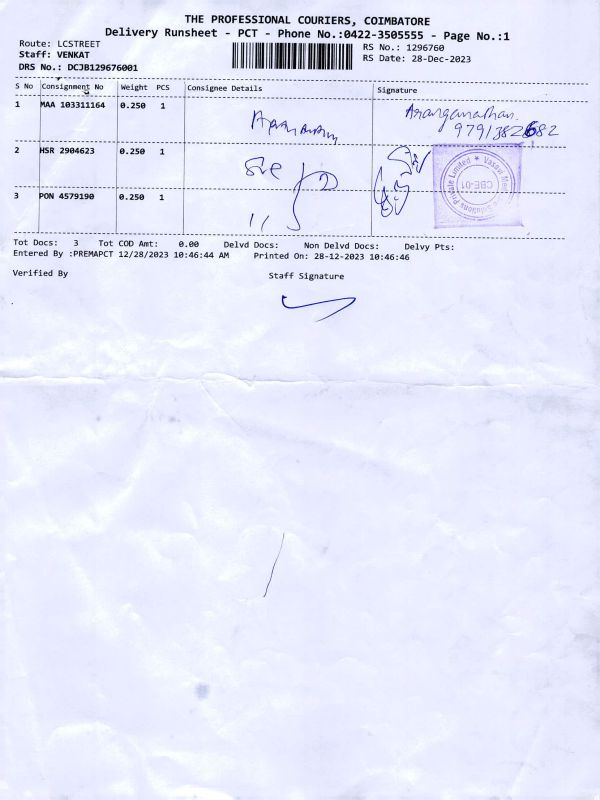 THE PROFESSIONAL COURIERS, COIMBATORE
Delivery Runsheet - PCT - Phone No.:0422-3505555 - Page No.:1
Route: LCSTREET
Staff: VENKAT
DRS No.: DCJB129676001
RS No.: 1296760
RS Date: 28-Dec-2023
S No Consignment No Weight PCS Consignee Details Signature
1 MAA 103311164 0.250 1
Aranganathan.
2 HSR 2904623 0.250 1
3 PON 4579190 0.250 1
CBE-01
Tot Docs: 3 Tot COD Amt: 0.00 Delvd Docs: Non Delvd Docs: Delvy Pts:
Entered By :PREMAPCT 12/28/2023 10:46:44 AM Printed On: 28-12-2023 10:46:46
Verified By Staff Signature